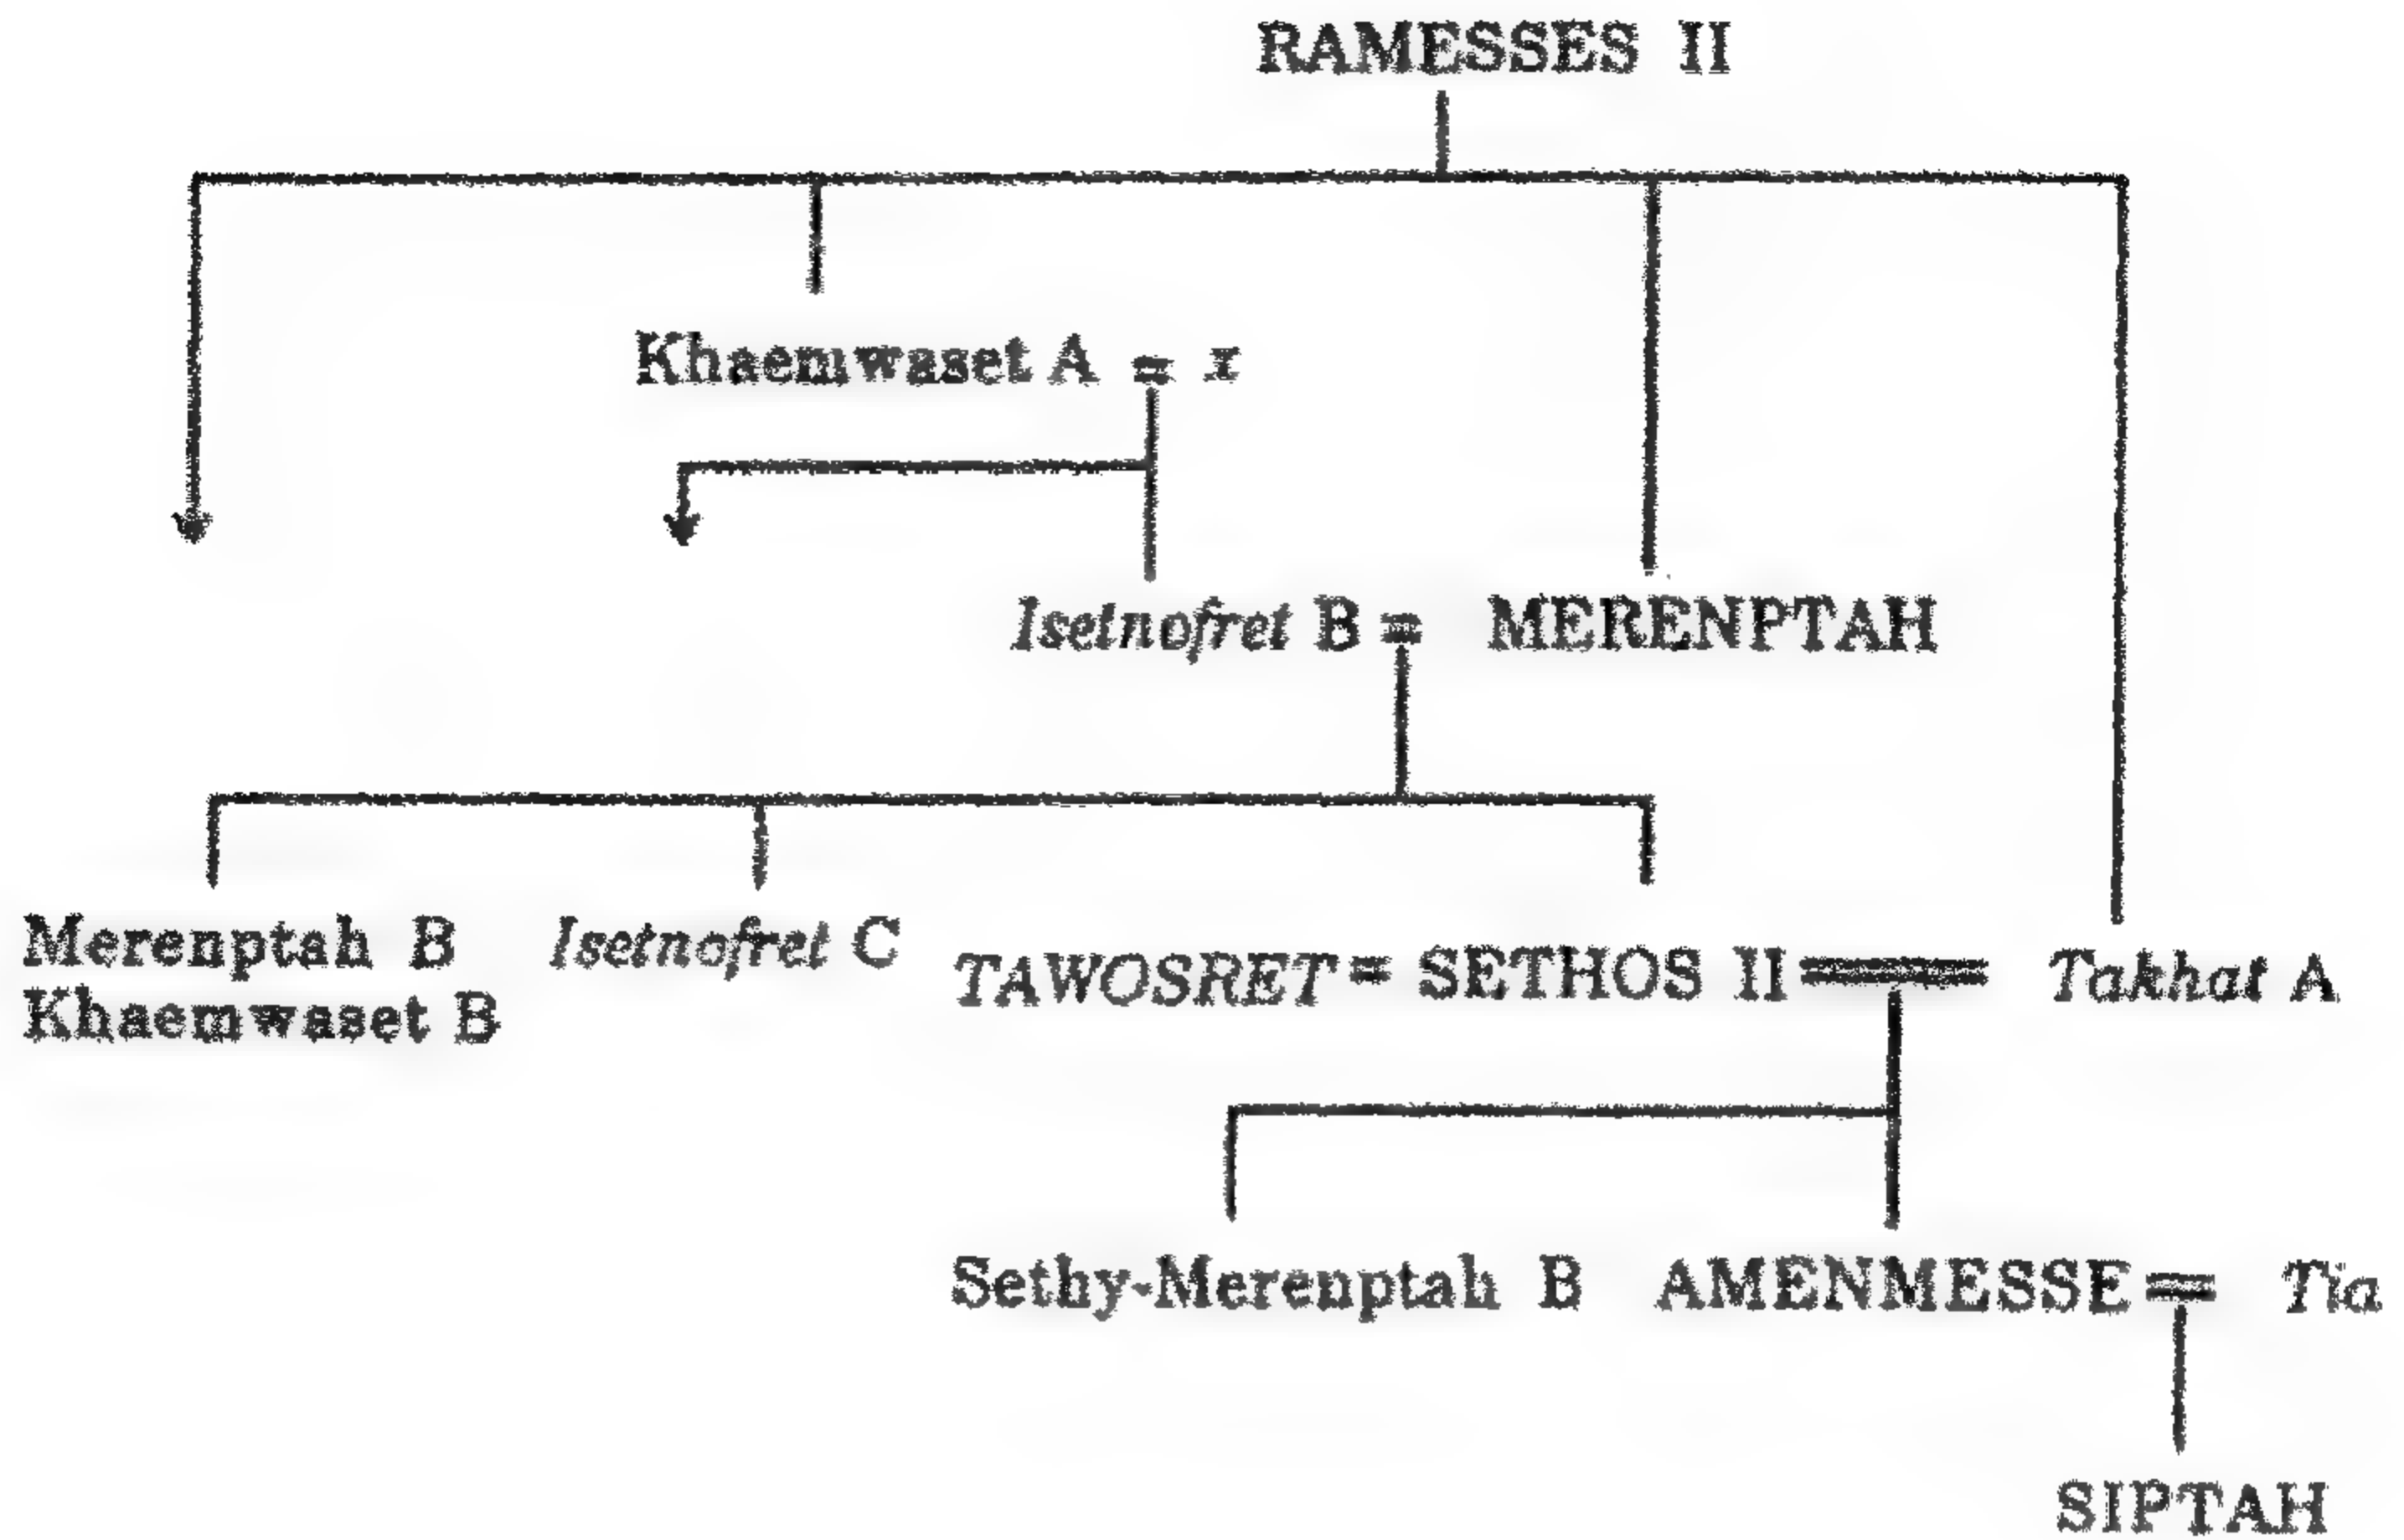 RAMESSES II
Khaemwaset A = x
Isetnofret B = MERENPTAH
Merenptah B Isetnofret C TAWOSRET = SETHOS II = Takhat A
Khaemwaset B
Sethy-Merenptah B AMENMESSE = Tia
SIPTAH